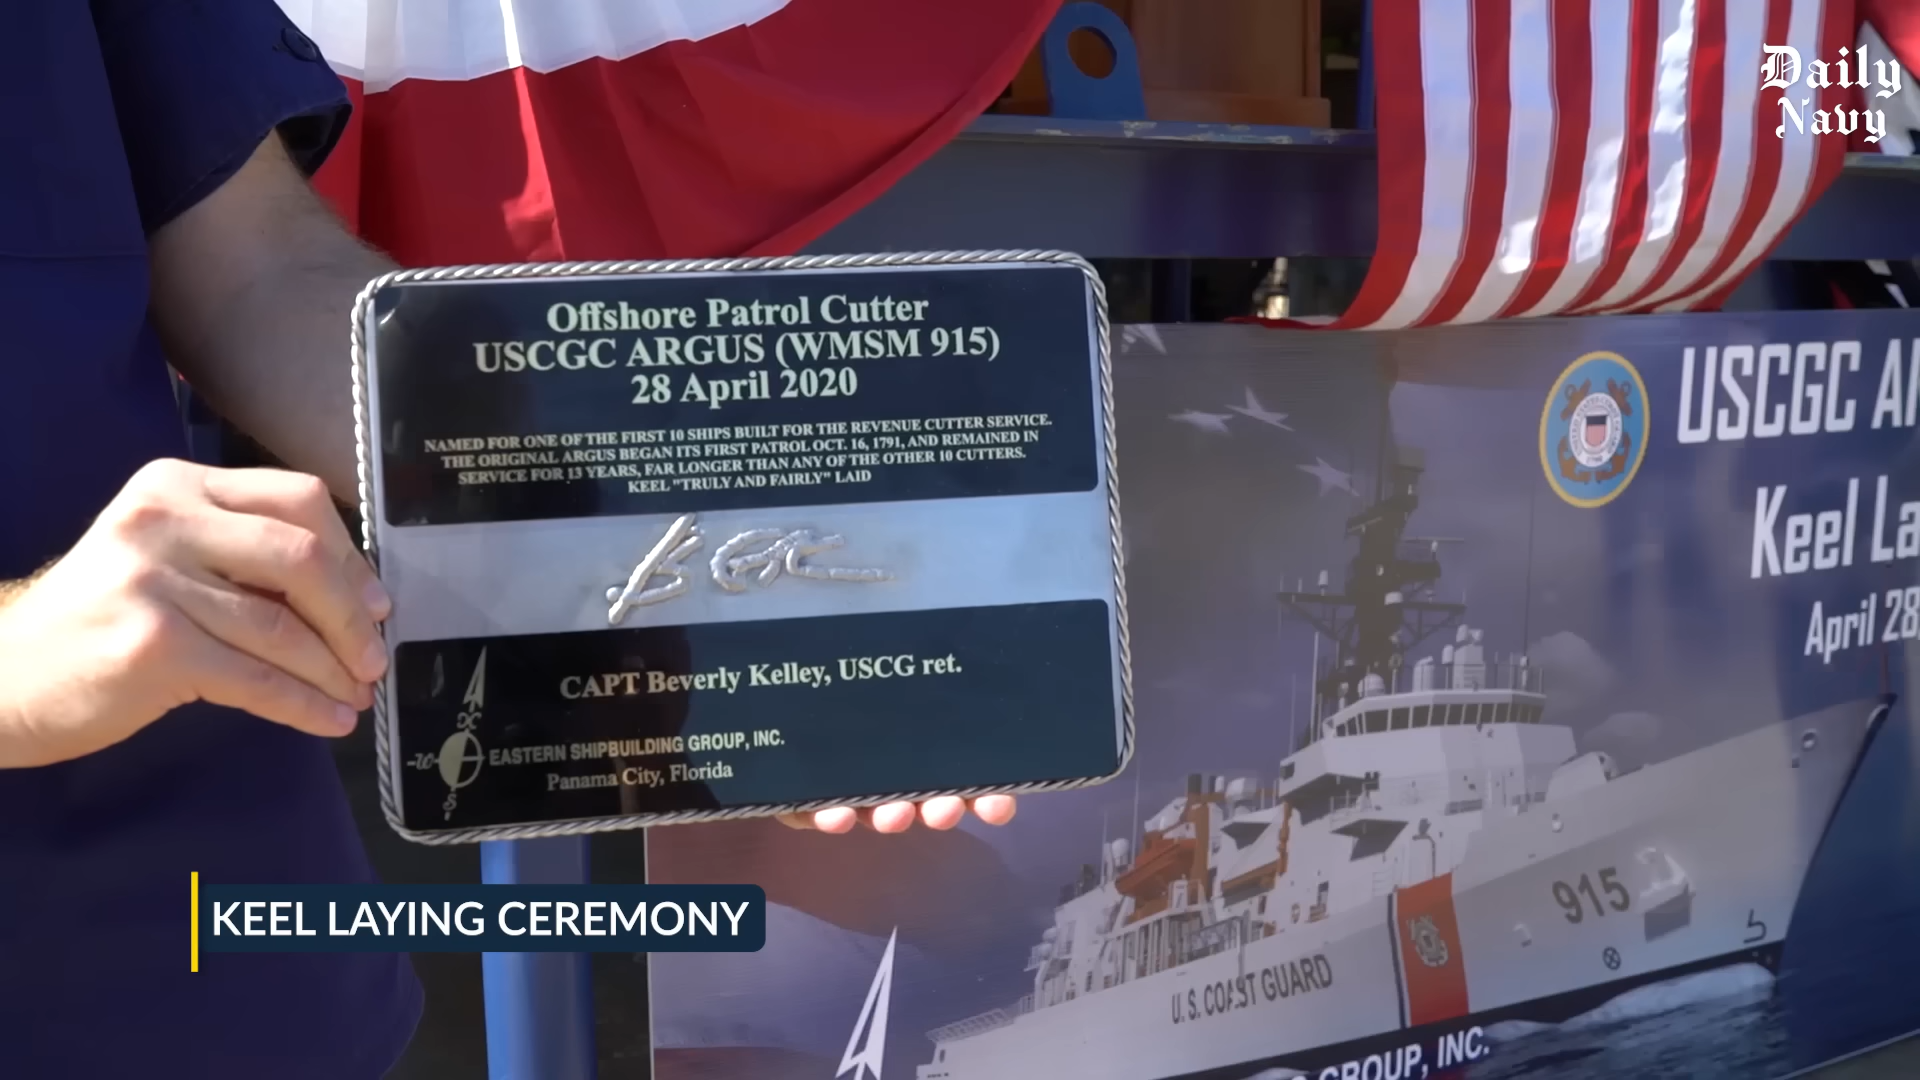 Daily
Navy
Offshore Patrol Cutter
USCGC ARGUS (WMSM 915)
28 April 2020
NAMED FOR ONE OF THE FIRST 10 SHIPS BUILT FOR THE REVENUE CUTTER SERVICE.
THE ORIGINAL ARGUS BEGAN ITS FIRST PATROL OCT. 16, 1791, AND REMAINED IN
SERVICE FOR 13 YEARS, FAR LONGER THAN ANY OF THE OTHER 10 CUTTERS.
KEEL "TRULY AND FAIRLY" LAID
CAPT Beverly Kelley, USCG ret.
W
S
EASTERN SHIPBUILDING GROUP, INC.
Panama City, Florida
USCGC
Keel La
April 28
915
U. S. COAST GUARD
GROUP, INC.
KEEL LAYING CEREMONY